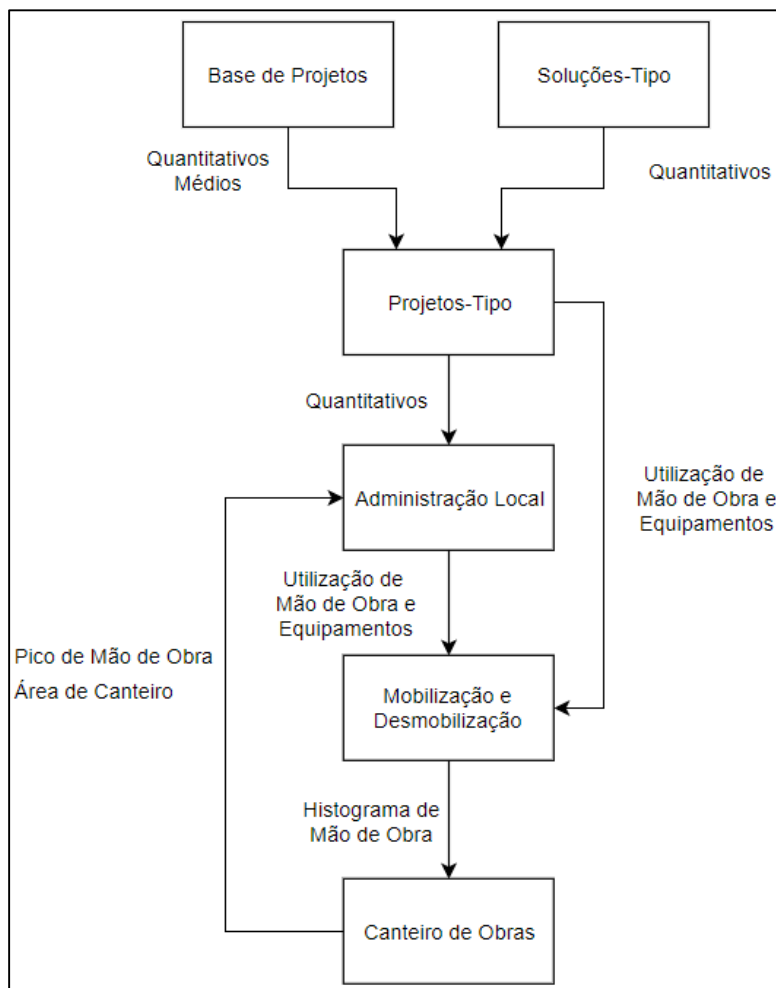 Base de Projetos
Soluções-Tipo
Quantitativos
Médios
Quantitativos
Projetos-Tipo
Quantitativos
Utilização de
Mão de Obra e
Equipamentos
Administração Local
Utilização de
Mão de Obra e
Equipamentos
Pico de Mão de Obra
Área de Canteiro
Mobilização e
Desmobilização
Histograma de
Mão de Obra
Canteiro de Obras